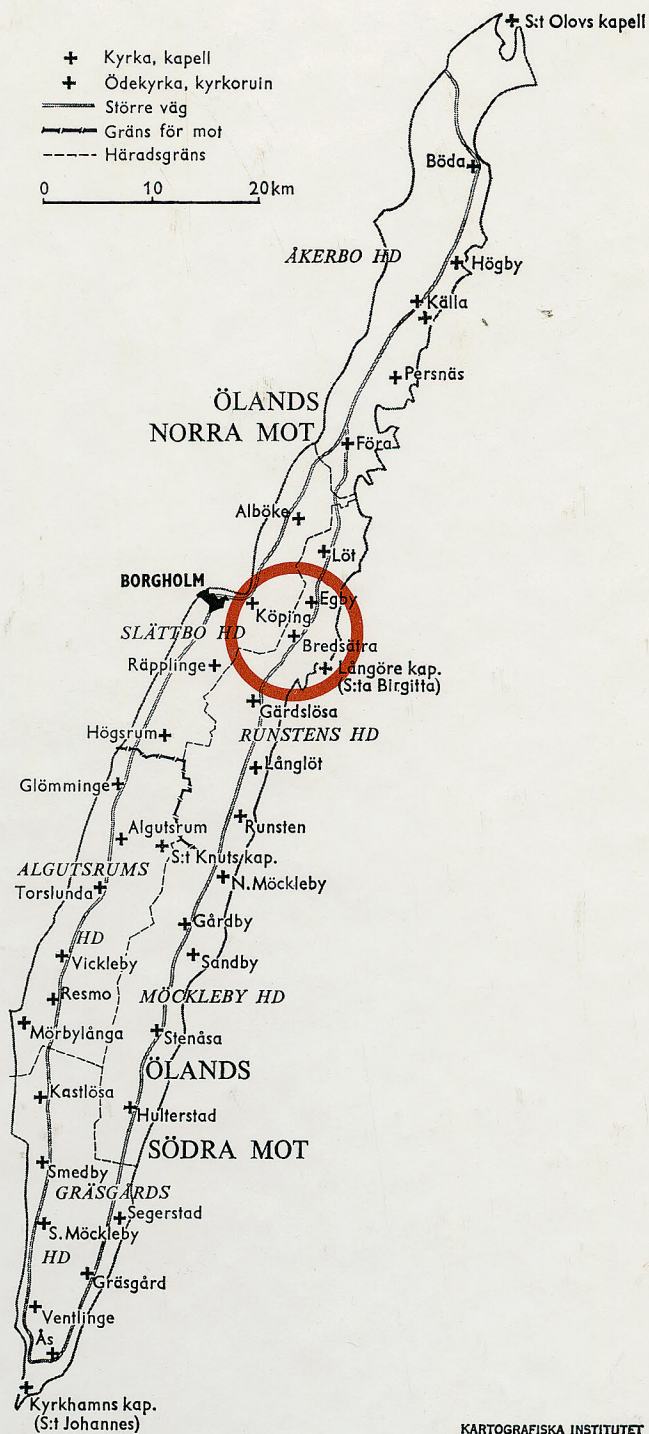 S:t Olovs kapell
Kyrka, kapell
Ödekyrka, kyrkoruin
Större väg
Gräns för mot
Häradsgräns
0 10 20km
Böda
ÅKERBO HD
Högby
Källa
Persnäs
ÖLANDS
NORRA MOT
Föra
Alböke
Löt
BORGHOLM
Egby
Köping
SLÄTTBO HD
Bredsätra
Räpplinge
Långöre kap.
(S:ta Birgitta)
Gärdslösa
Högsrum
RUNSTENS HD
Långlöt
Glömminge
Runsten
Algutsrum
S:t Knuts kap.
ALGUTSRUMS
N.Möckleby
Torslunda
Gårdby
HD
Vickleby
Sandby
Resmo
MÖCKLEBY HD
Mörbylånga
Stenåsa
ÖLANDS
Kastlösa
Hulterstad
SÖDRA MOT
Smedby
GRÄSGÅRDS
Segerstad
S.Möckleby
HD
Gräsgård
Ventlinge
Ås
Kyrkhamns kap.
(S:t Johannes)
KARTOGRAFISKA INSTITUTET